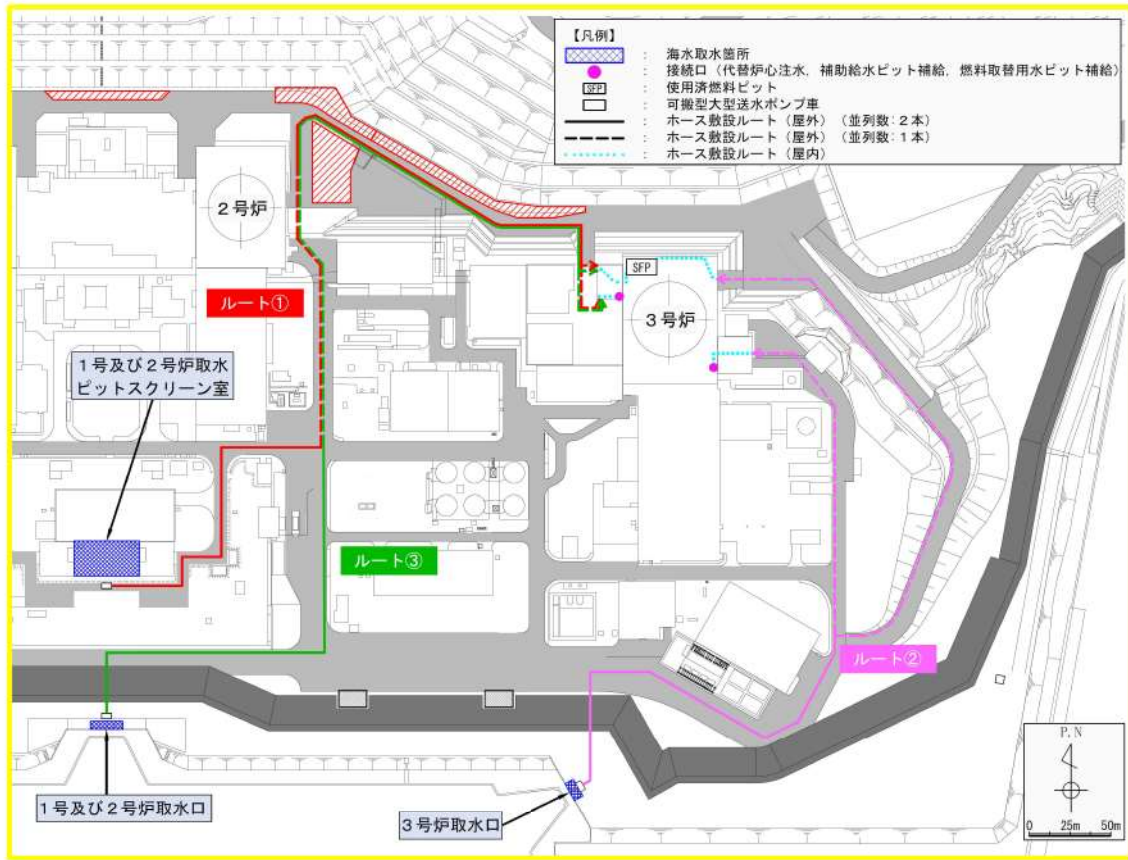 【凡例】
： 海水取水箇所
： 接続口（代替炉心注水，補助給水ピット補給，燃料取替用水ピット補給）
SFP ： 使用済燃料ピット
： 可搬型大型送水ポンプ車
： ホース敷設ルート（屋外）（並列数：2本）
： ホース敷設ルート（屋外）（並列数：1本）
： ホース敷設ルート（屋内）
2号炉
SFP
3号炉
ルート①
1号及び2号炉取水
ピットスクリーン室
ルート③
ルート②
1号及び2号炉取水口
3号炉取水口
P.N
0 25m 50m